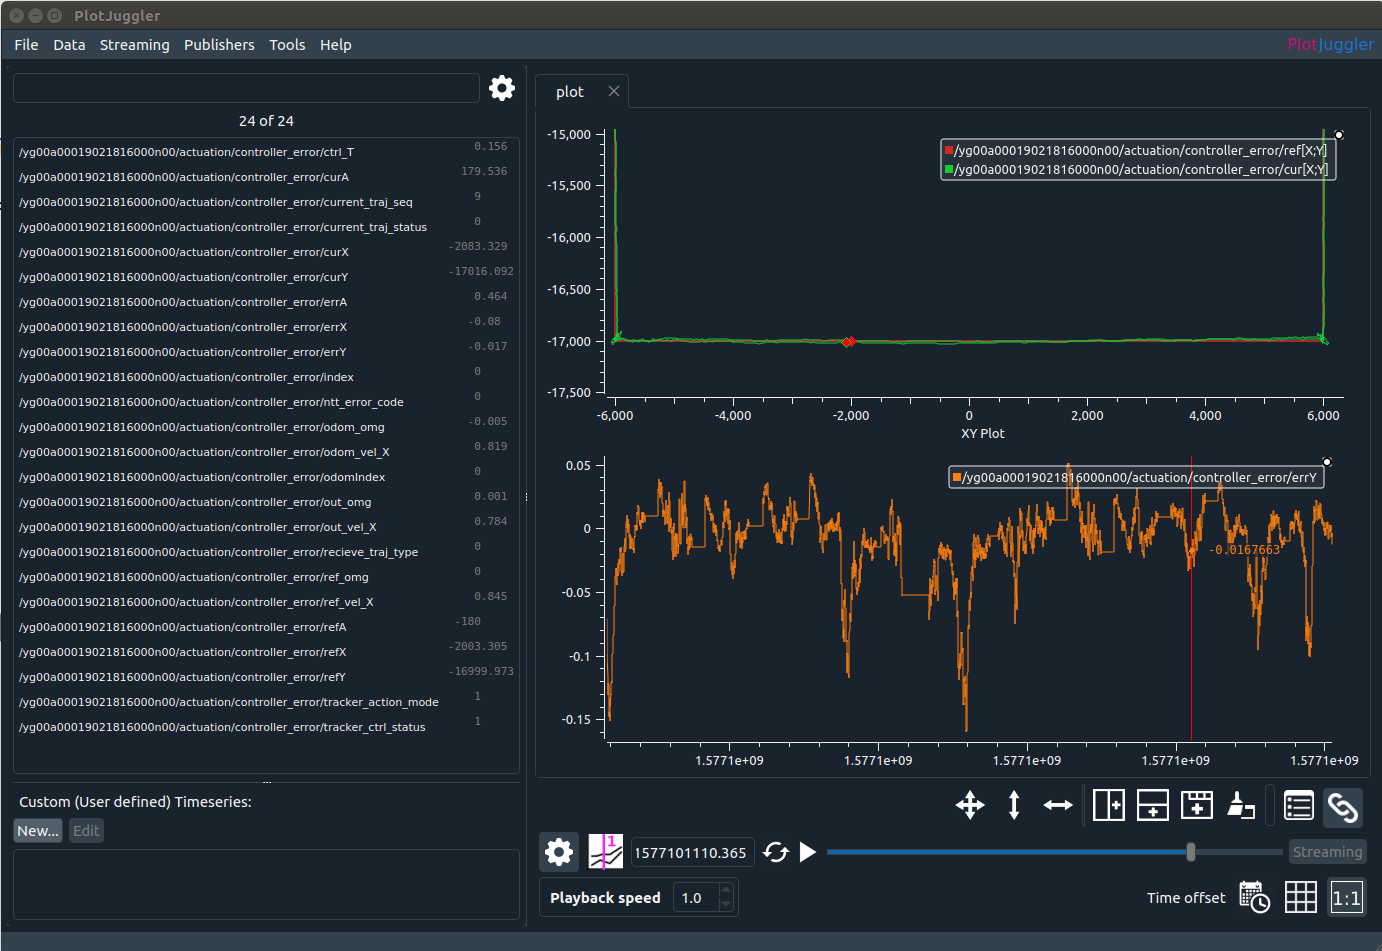 PlotJuggler
File Data Streaming Publishers Tools Help
PlotJuggler
24 of 24
/yg00a00019021816000n00/actuation/controller_error/ctrl_T 0.156
/yg00a00019021816000n00/actuation/controller_error/curA 179.536
/yg00a00019021816000n00/actuation/controller_error/current_traj_seq 9
/yg00a00019021816000n00/actuation/controller_error/current_traj_status 0
/yg00a00019021816000n00/actuation/controller_error/curX -2083.329
/yg00a00019021816000n00/actuation/controller_error/curY -17016.092
/yg00a00019021816000n00/actuation/controller_error/errA 0.464
/yg00a00019021816000n00/actuation/controller_error/errX -0.08
/yg00a00019021816000n00/actuation/controller_error/errY -0.017
/yg00a00019021816000n00/actuation/controller_error/index 0
/yg00a00019021816000n00/actuation/controller_error/ntt_error_code 0
/yg00a00019021816000n00/actuation/controller_error/odom_omg -0.005
/yg00a00019021816000n00/actuation/controller_error/odom_vel_X 0.819
/yg00a00019021816000n00/actuation/controller_error/odomIndex 0
/yg00a00019021816000n00/actuation/controller_error/out_omg 0.001
/yg00a00019021816000n00/actuation/controller_error/out_vel_X 0.784
/yg00a00019021816000n00/actuation/controller_error/recieve_traj_type 0
/yg00a00019021816000n00/actuation/controller_error/ref_omg 0
/yg00a00019021816000n00/actuation/controller_error/ref_vel_X 0.845
/yg00a00019021816000n00/actuation/controller_error/refA -180
/yg00a00019021816000n00/actuation/controller_error/refX -2003.305
/yg00a00019021816000n00/actuation/controller_error/refY -16999.973
/yg00a00019021816000n00/actuation/controller_error/tracker_action_mode 1
/yg00a00019021816000n00/actuation/controller_error/tracker_ctrl_status 1
Custom (User defined) Timeseries:
New... Edit
plot
/yg00a00019021816000n00/actuation/controller_error/ref[X;Y]
/yg00a00019021816000n00/actuation/controller_error/cur[X;Y]
-15,000
-15,500
-16,000
-16,500
-17,000
-17,500
-6,000 -4,000 -2,000 0 2,000 4,000 6,000
XY Plot
/yg00a00019021816000n00/actuation/controller_error/errY
0.05
0
-0.05
-0.1
-0.15
-0.0167663
1.5771e+09 1.5771e+09 1.5771e+09 1.5771e+09 1.5771e+09
1
1577101110.365
Streaming
Playback speed 1.0
Time offset
1:1